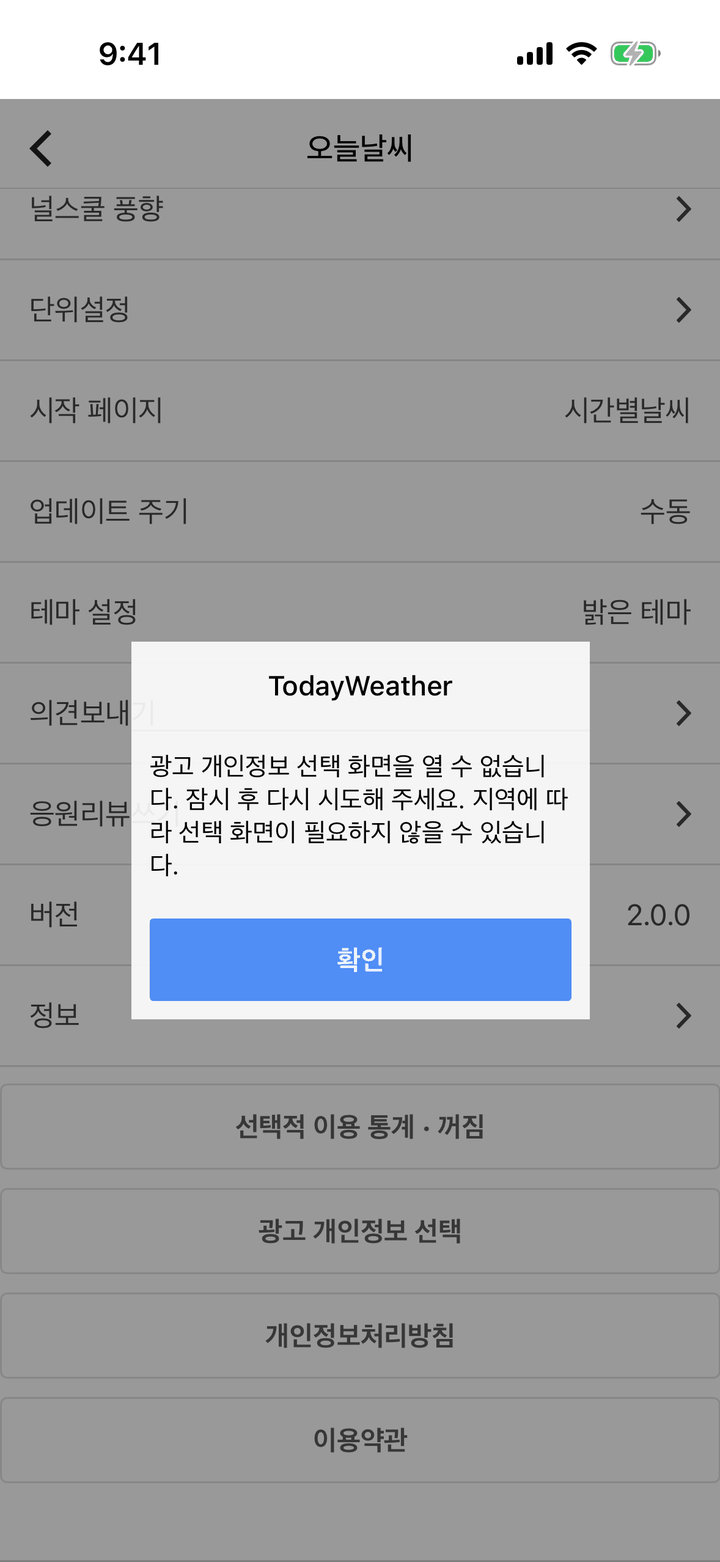 9:41
오늘날씨
널스쿨 풍향
단위설정
시작 페이지 시간별날씨
업데이트 주기 수동
테마 설정 밝은 테마
의견보내기
응원리뷰쓰기
버전 2.0.0
정보
TodayWeather
광고 개인정보 선택 화면을 열 수 없습니
다. 잠시 후 다시 시도해 주세요. 지역에 따
라 선택 화면이 필요하지 않을 수 있습니
다.
확인
선택적 이용 통계 · 꺼짐
광고 개인정보 선택
개인정보처리방침
이용약관